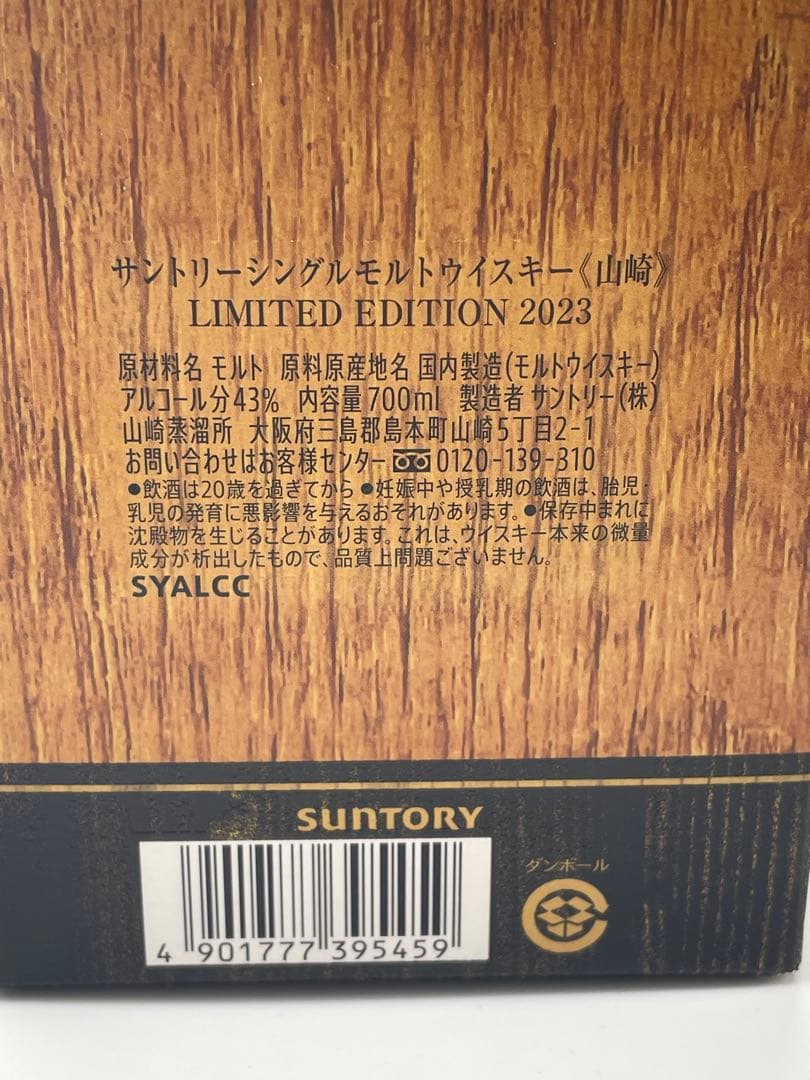 サントリーシングルモルトウイスキー《山崎》
LIMITED EDITION 2023
原材料名 モルト 原料原産地名 国内製造(モルトウイスキー)
アルコール分43% 内容量700ml 製造者 サントリー(株)
山崎蒸溜所 大阪府三島郡島本町山崎5丁目2-1
お問い合わせはお客様センター 0120-139-310
●飲酒は20歳を過ぎてから ●妊娠中や授乳期の飲酒は、胎児・
乳児の発育に悪影響を与えるおそれがあります。●保存中まれに
沈殿物を生じることがあります。これは、ウイスキー本来の微量
成分が析出したもので、品質上問題ございません。
SYALCC
SUNTORY
ダンボール
4 901777 395459